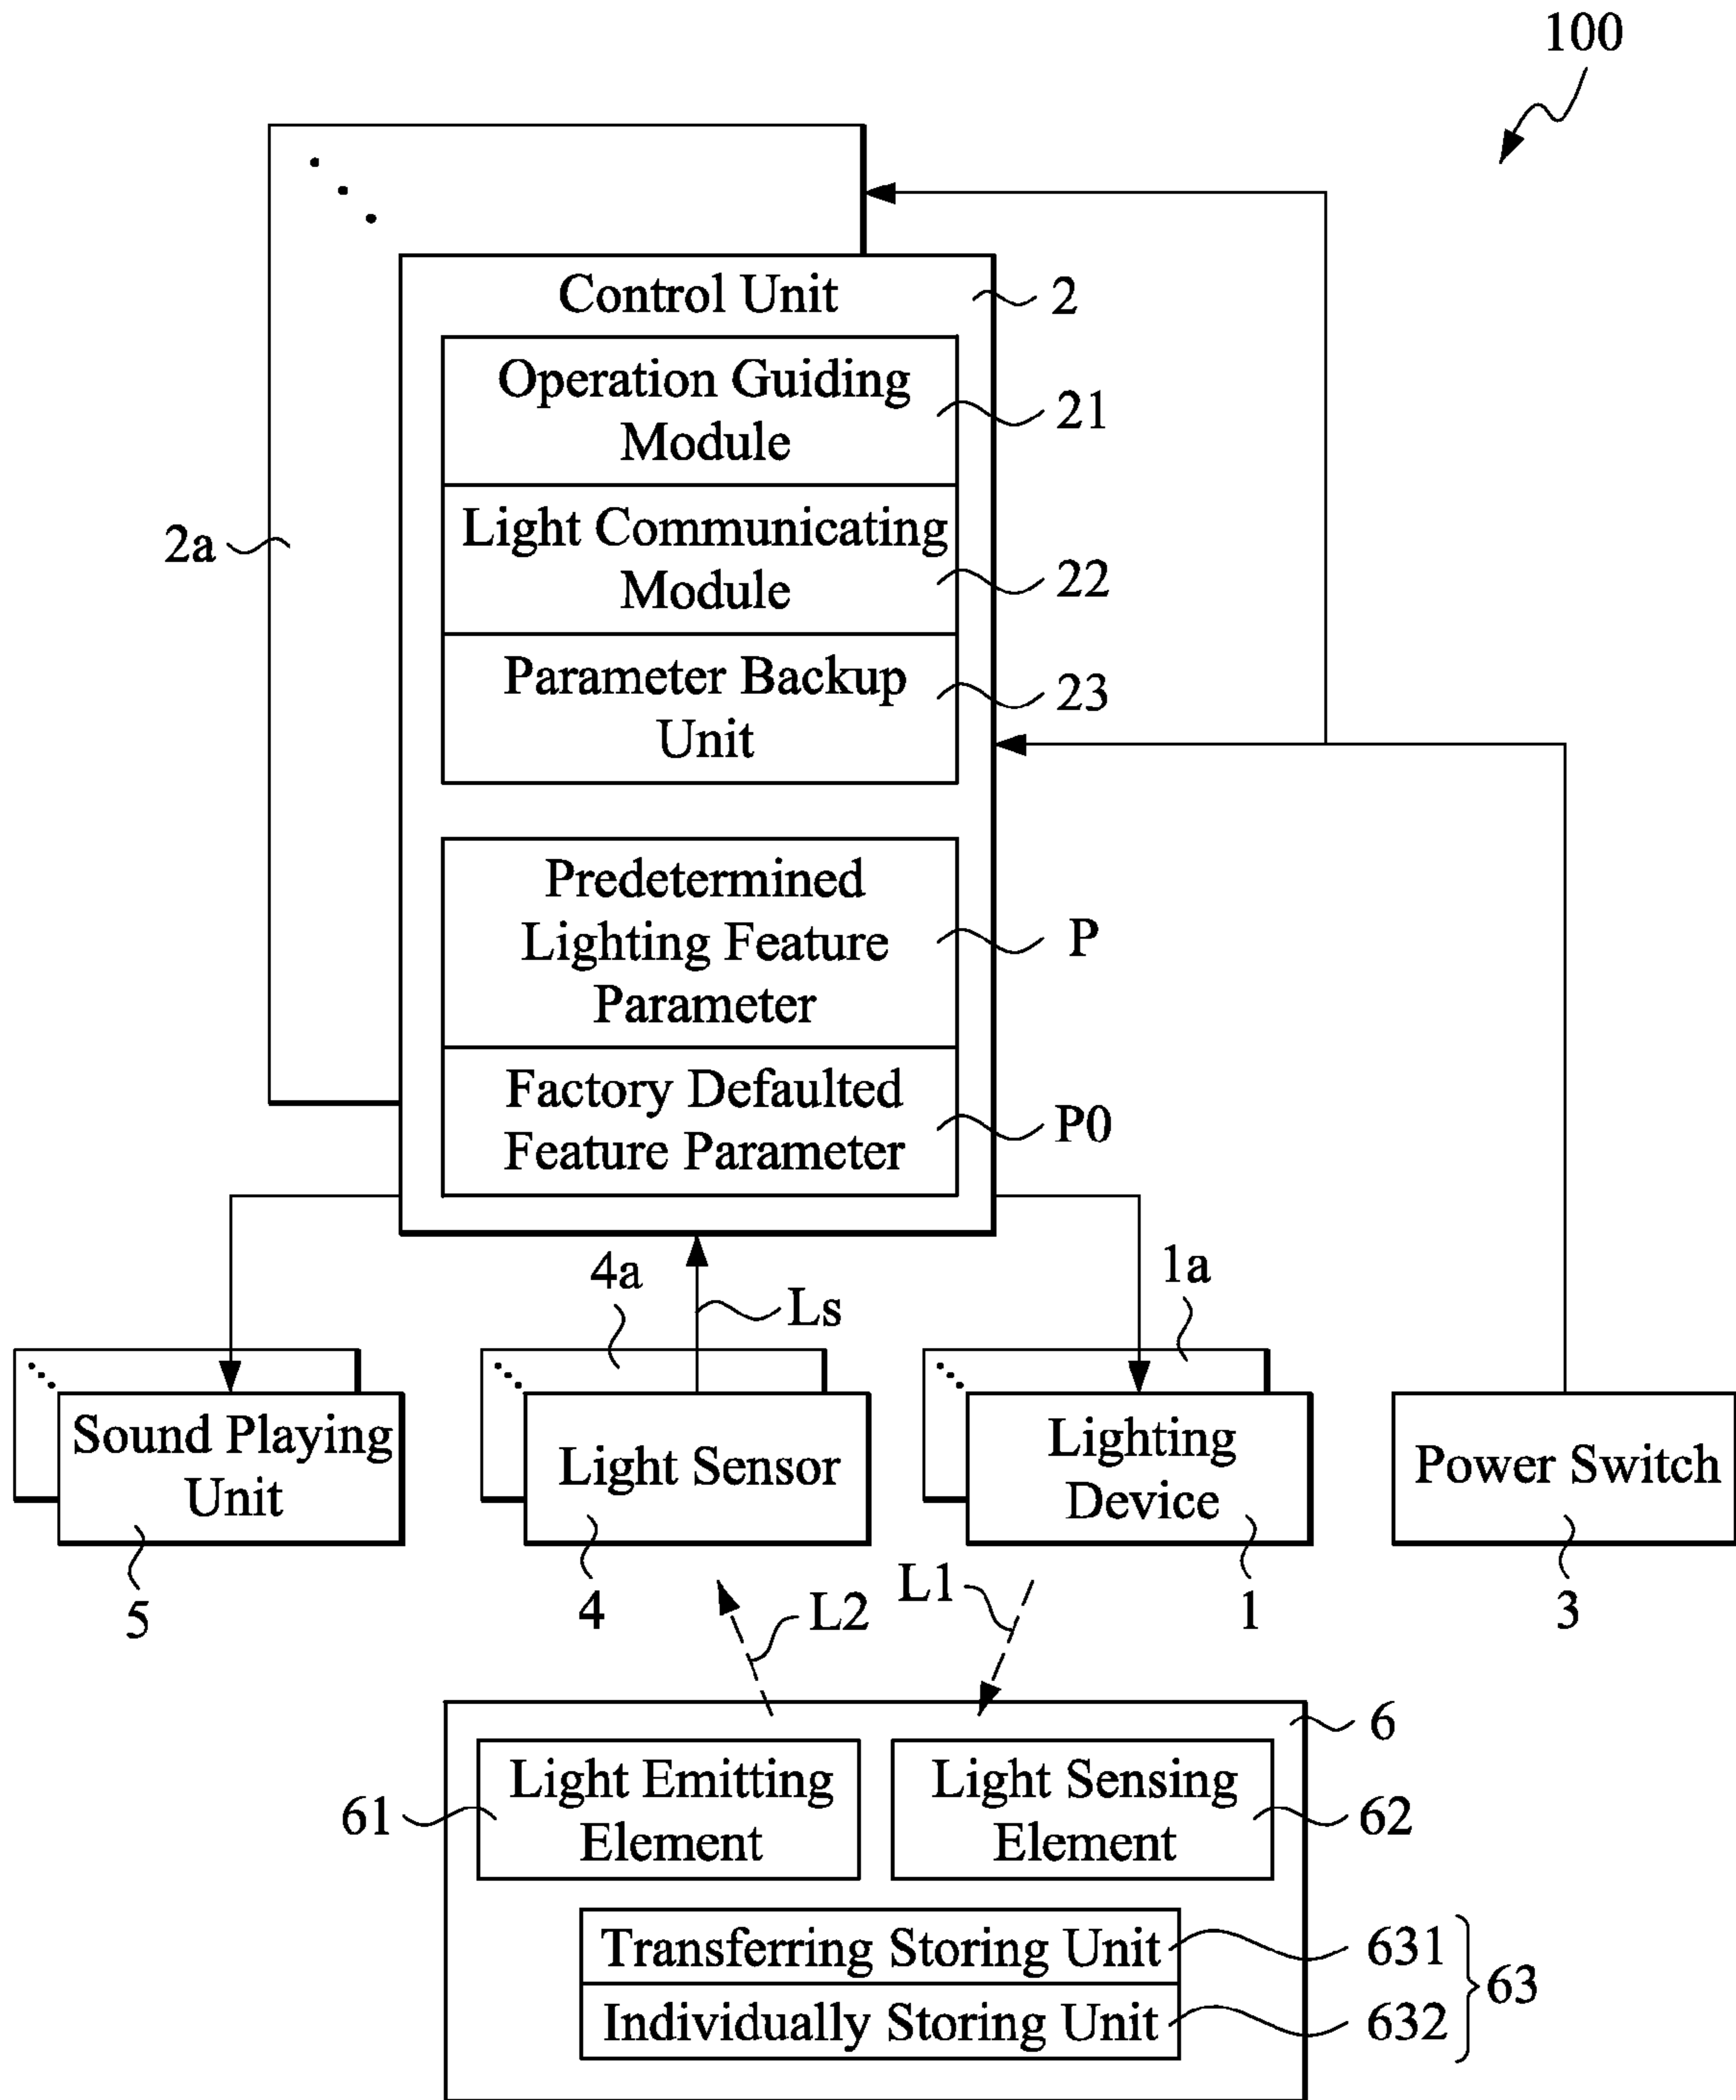 100
Control Unit
2
Operation Guiding
Module
21
2a
Light Communicating
Module
22
Parameter Backup
Unit
23
Predetermined
Lighting Feature
Parameter
P
Factory Defaulted
Feature Parameter
P0
4a
Ls
1a
Sound Playing
Unit
Light Sensor
Lighting
Device
Power Switch
5
4
L2
L1
1
3
6
61
Light Emitting
Element
Light Sensing
Element
62
Transferring Storing Unit
631
Individually Storing Unit
632
63